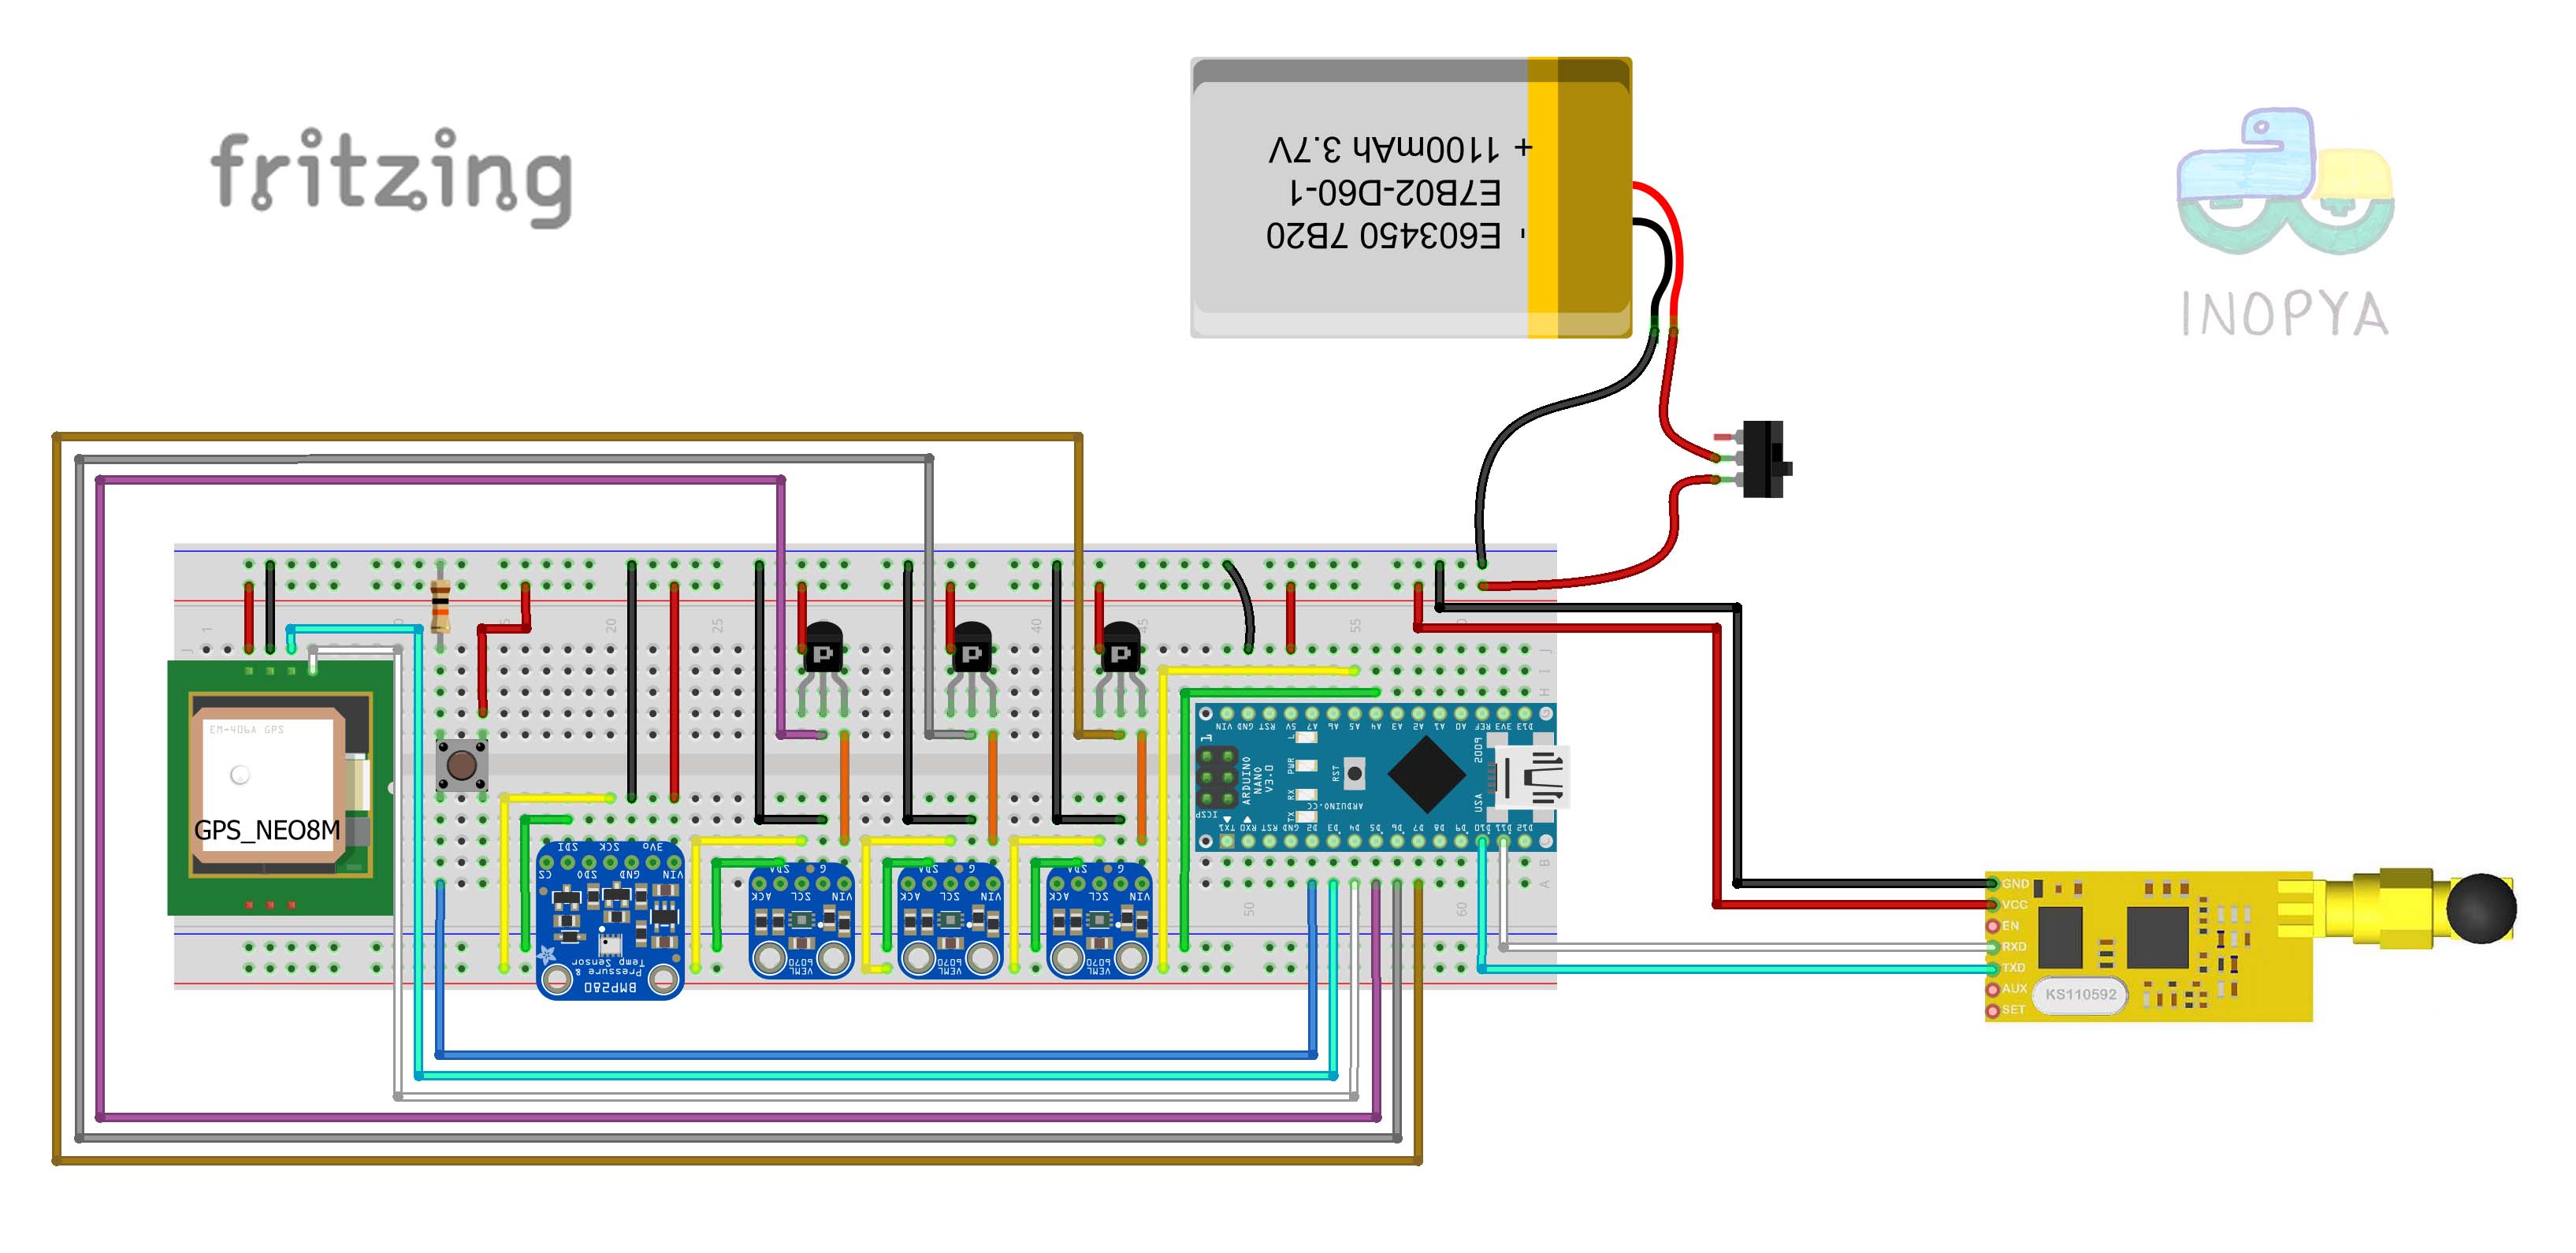 fritzing
+ 1100mAh 3.7V
E7B02-D60-1
- E603450 7B20
INOPYA
1
15
20
25
40
45
55
J
J
I
H
G
P
P
P
EM-406A GPS
GPS_NEO8M
VIN GND RST 5V A7 A6 A5 A4 A3 A2 A1 A0 REF 3V3 D13
L
PWR
RX
TX
RST
ARDUINO
NANO
V3.0
ARDUINO.CC
USA
2009
ICSP
1
TX1 RX0 RST GND D2 D3 D4 D5 D6 D7 D8 D9 D10 D11 D12
C
B
A
50
60
SDI SCK 3Vo
CS SDO GND VIN
Pressure &
Temp Sensor
BMP280
SDA G
ACK SCL VIN
VEML
6070
SDA G
ACK SCL VIN
VEML
6070
SDA G
ACK SCL VIN
VEML
6070
GND
VCC
EN
RXD
TXD
AUX
SET
KS110592